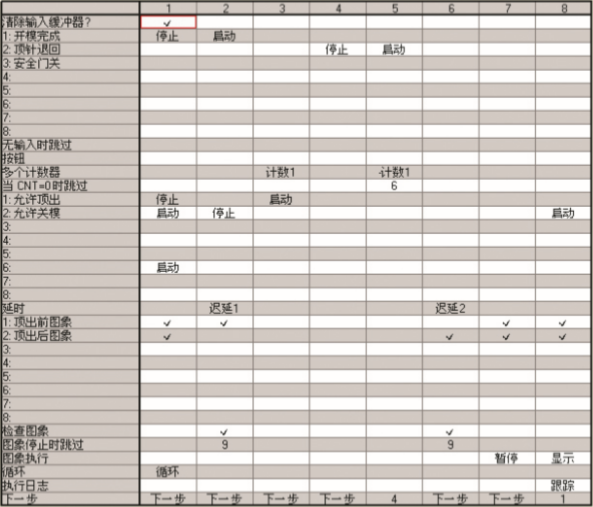 1 2 3 4 5 6 7 8
清除输入缓冲器? ✓
1: 开模完成 停止 启动
2: 顶针退回 停止 启动
3: 安全门关
4:
5:
6:
7:
8:
无输入时跳过
按钮
多个计数器 计数1 计数1
当 CNT=0时跳过 6
1: 允许顶出 停止 启动
2: 允许关模 启动 停止 启动
3:
4:
5:
6: 启动
7:
8:
延时 迟延1 迟延2
1: 顶出前图象 ✓ ✓ ✓ ✓
2: 顶出后图象 ✓ ✓ ✓ ✓
3:
4:
5:
6:
7:
8:
检查图象 ✓ ✓
图象停止时跳过 9 9
图象执行 暂停 显示
循环 循环
执行日志 跟踪
下一步 下一步 下一步 下一步 下一步 4 下一步 下一步 1